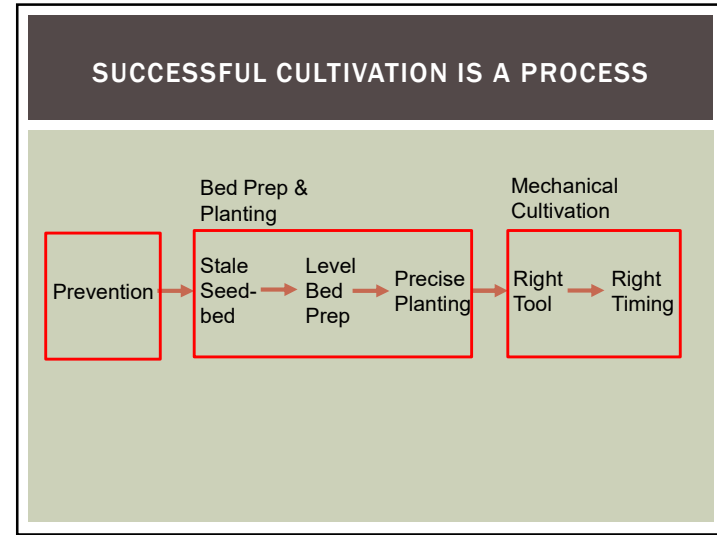 SUCCESSFUL CULTIVATION IS A PROCESS
Bed Prep &
Planting
Mechanical
Cultivation
Prevention
Stale
Seed-
bed
Level
Bed
Prep
Precise
Planting
Right
Tool
Right
Timing